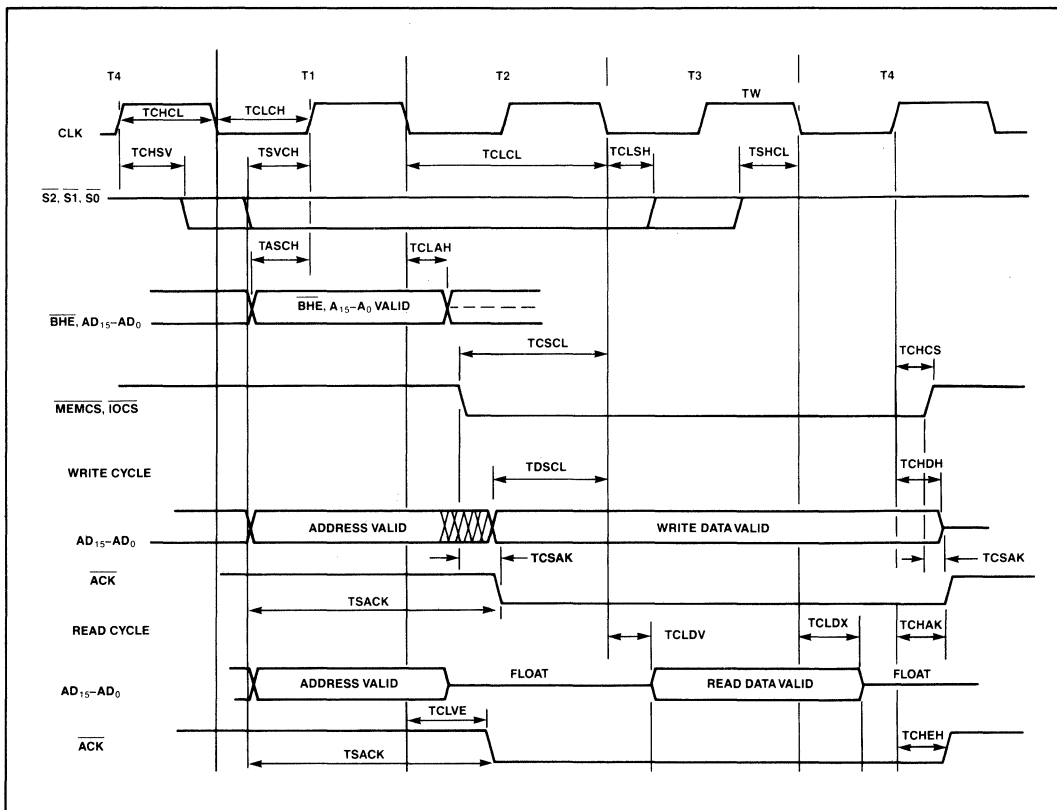 T4 T1 T2 T3 T4
TW
TCHCL TCLCH
CLK
TCHSV TSVCH TCLCL TCLSH TSHCL
S2, S1, S0
TASCH TCLAH
BHE, A15–A0 VALID
BHE, AD15–AD0
TCSCL TCHCS
MEMCS, IOCS
WRITE CYCLE TDSCL TCHDH
ADDRESS VALID WRITE DATA VALID
AD15–AD0
TCSAK TCSAK
ACK
TSACK
READ CYCLE TCLDV TCLDX TCHAK
FLOAT FLOAT
AD15–AD0 ADDRESS VALID READ DATA VALID
TCLVE
ACK TCHEH
TSACK